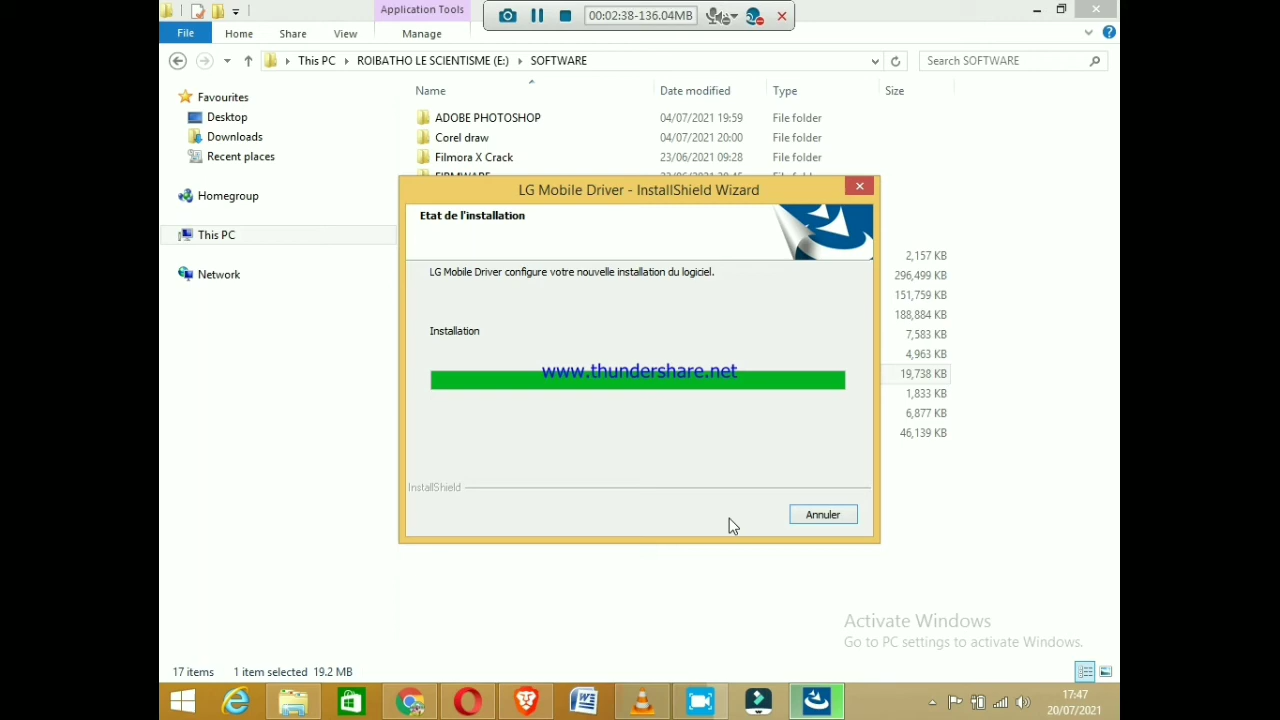 Application Tools
00:02:38-136.04MB
File Home Share View Manage
This PC ROIBATHO LE SCIENTISME (E:) SOFTWARE
Search SOFTWARE
Favourites
Desktop
Downloads
Recent places
Homegroup
This PC
Network
Name Date modified Type Size
ADOBE PHOTOSHOP 04/07/2021 19:59 File folder
Corel draw 04/07/2021 20:00 File folder
Filmora X Crack 23/06/2021 09:28 File folder
LG Mobile Driver - InstallShield Wizard
Etat de l'installation
LG Mobile Driver configure votre nouvelle installation du logiciel.
Installation
www.thundershare.net
InstallShield
Annuler
2,157 KB
296,499 KB
151,759 KB
188,884 KB
7,583 KB
4,963 KB
19,738 KB
1,833 KB
6,877 KB
46,139 KB
Activate Windows
Go to PC settings to activate Windows.
17 items 1 item selected 19.2 MB
17:47
20/07/2021